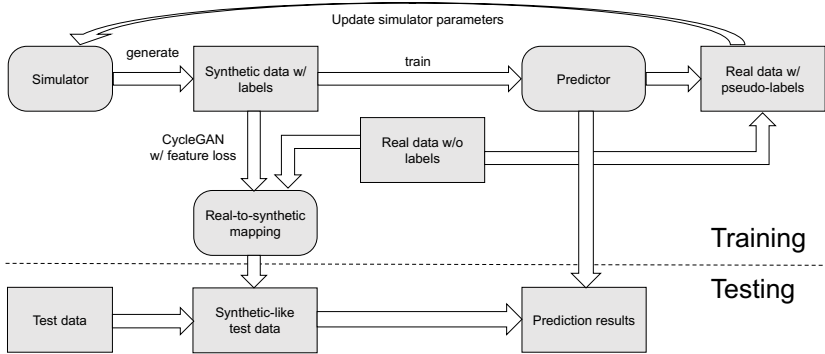 Update simulator parameters
generate
train
Simulator
Synthetic data w/
labels
Predictor
Real data w/
pseudo-labels
CycleGAN
w/ feature loss
Real data w/o
labels
Real-to-synthetic
mapping
Training
Testing
Test data
Synthetic-like
test data
Prediction results